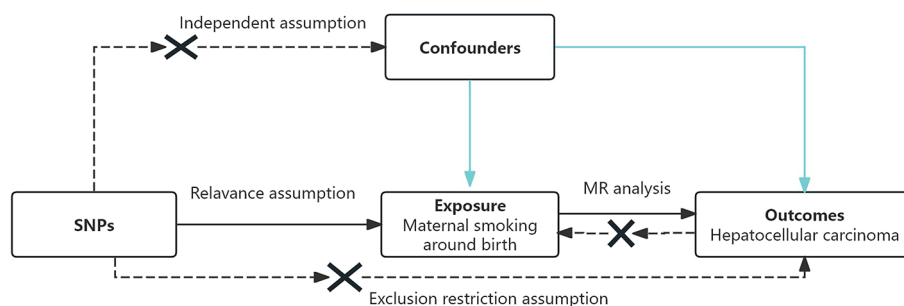 Independent assumption
Confounders
Relavance assumption
MR analysis
SNPs
Exposure
Maternal smoking
around birth
Outcomes
Hepatocellular carcinoma
Exclusion restriction assumption